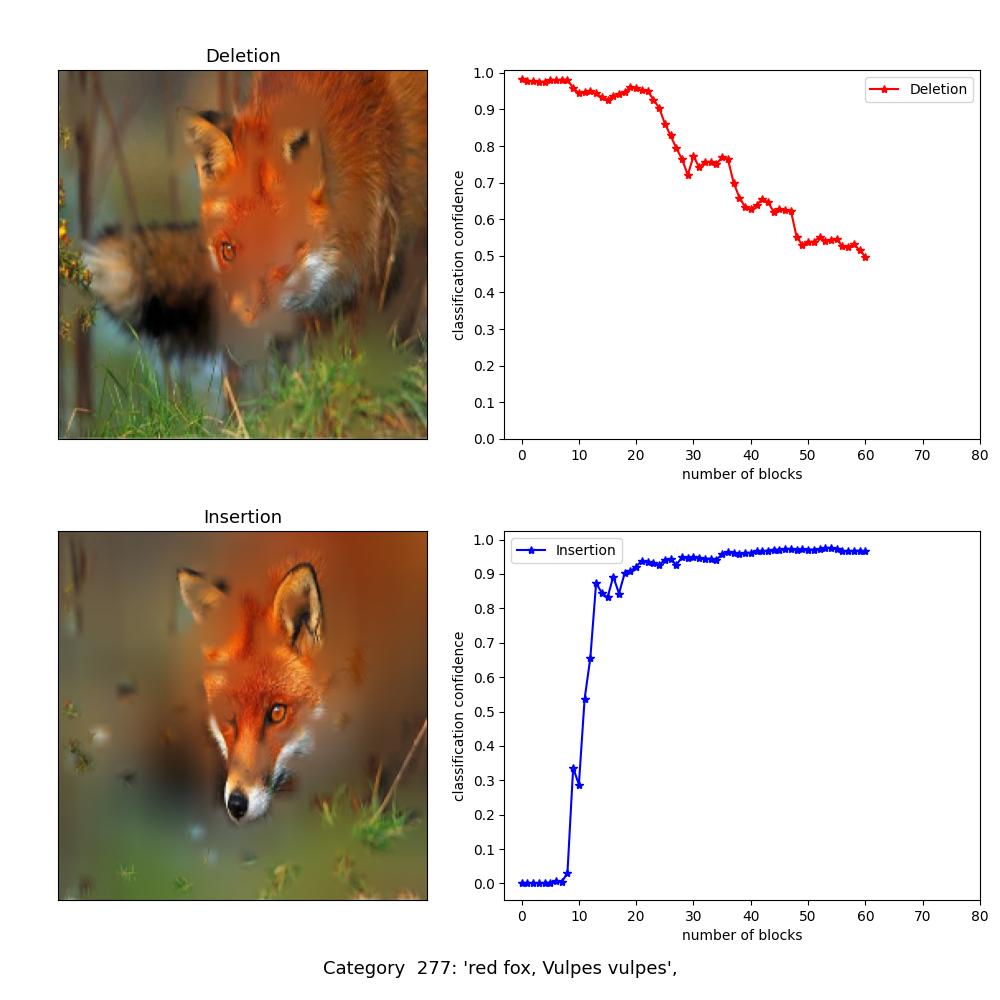 Deletion
1.0
0.9
0.8
0.7
0.6
0.5
0.4
0.3
0.2
0.1
0.0
classification confidence
Deletion
0 10 20 30 40 50 60 70 80
number of blocks
Insertion
1.0
0.9
0.8
0.7
0.6
0.5
0.4
0.3
0.2
0.1
0.0
classification confidence
Insertion
0 10 20 30 40 50 60 70 80
number of blocks
Category  277: 'red fox, Vulpes vulpes',